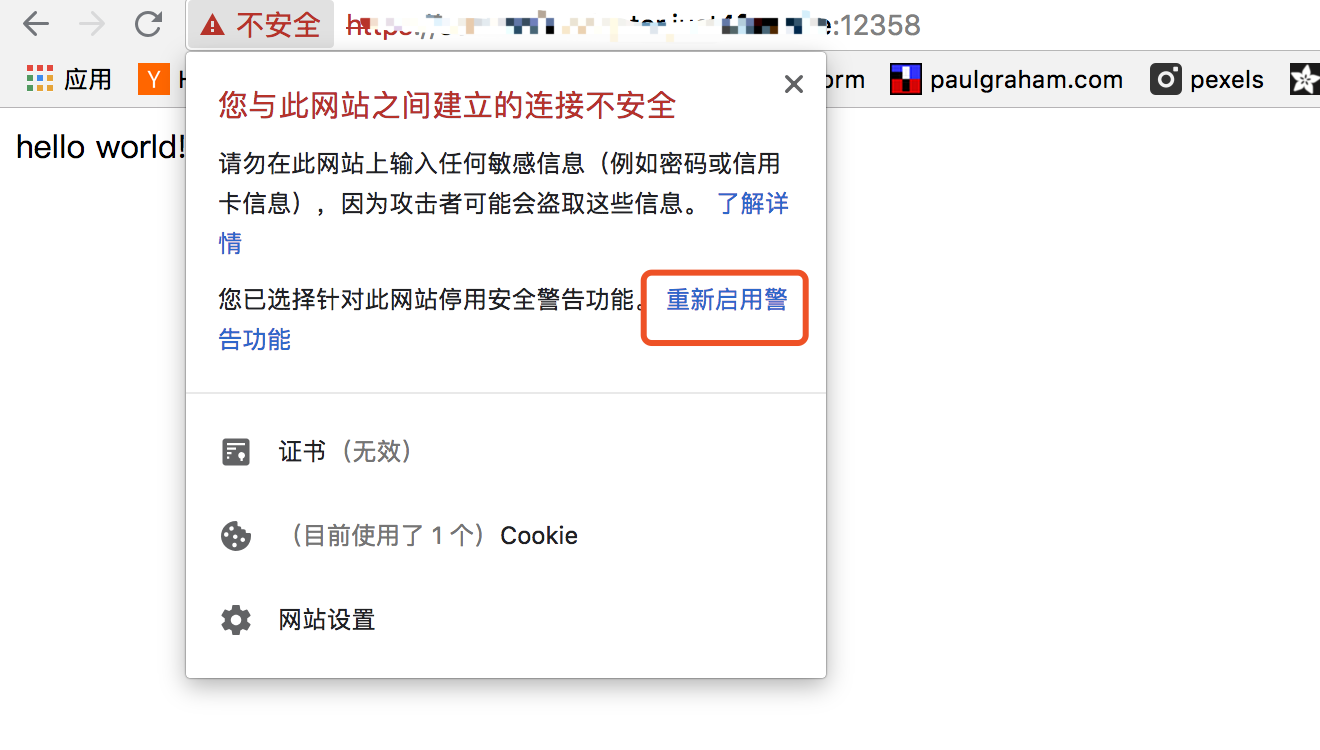 不安全 https:// :12358
应用 Y paulgraham.com pexels
hello world!
您与此网站之间建立的连接不安全
请勿在此网站上输入任何敏感信息（例如密码或信用
卡信息），因为攻击者可能会盗取这些信息。 了解详
情
您已选择针对此网站停用安全警告功能。 重新启用警
告功能
证书（无效）
（目前使用了 1 个） Cookie
网站设置